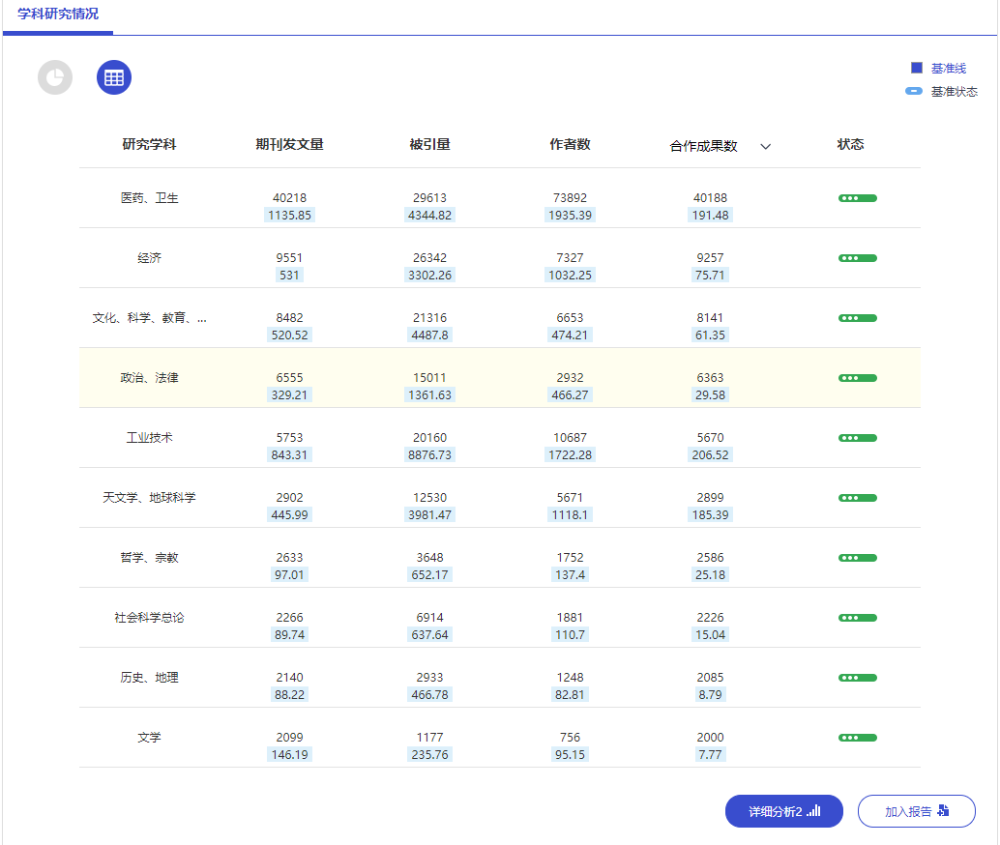 学科研究情况
基准线
基准状态
研究学科 期刊发文量 被引量 作者数 合作成果数 状态
医药、卫生 40218 29613 73892 40188
1135.85 4344.82 1935.39 191.48
经济 9551 26342 7327 9257
531 3302.26 1032.25 75.71
文化、科学、教育、... 8482 21316 6653 8141
520.52 4487.8 474.21 61.35
政治、法律 6555 15011 2932 6363
329.21 1361.63 466.27 29.58
工业技术 5753 20160 10687 5670
843.31 8876.73 1722.28 206.52
天文学、地球科学 2902 12530 5671 2899
445.99 3981.47 1118.1 185.39
哲学、宗教 2633 3648 1752 2586
97.01 652.17 137.4 25.18
社会科学总论 2266 6914 1881 2226
89.74 637.64 110.7 15.04
历史、地理 2140 2933 1248 2085
88.22 466.78 82.81 8.79
文学 2099 1177 756 2000
146.19 235.76 95.15 7.77
详细分析2 加入报告